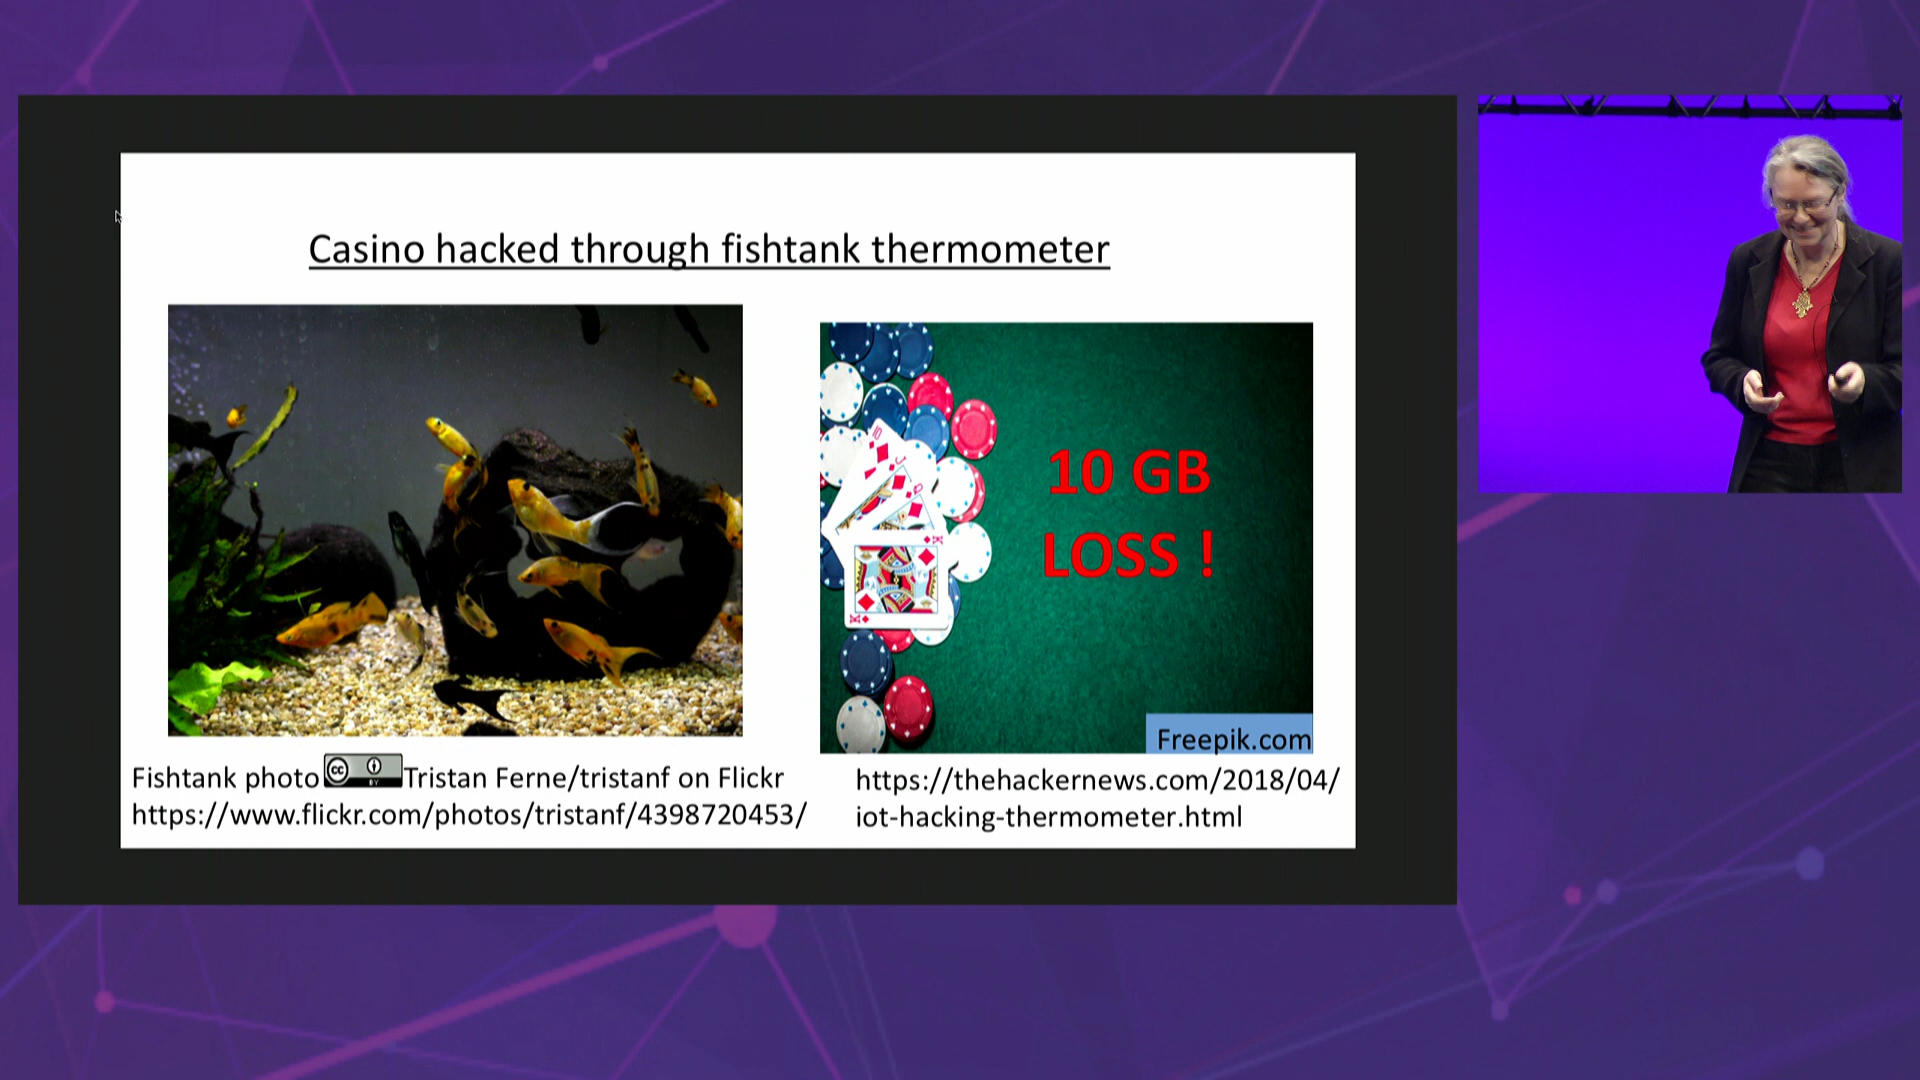 Casino hacked through fishtank thermometer
10 GB
LOSS !
Freepik.com
Fishtank photo cc BY Tristan Ferne/tristanf on Flickr
https://www.flickr.com/photos/tristanf/4398720453/
https://thehackernews.com/2018/04/
iot-hacking-thermometer.html